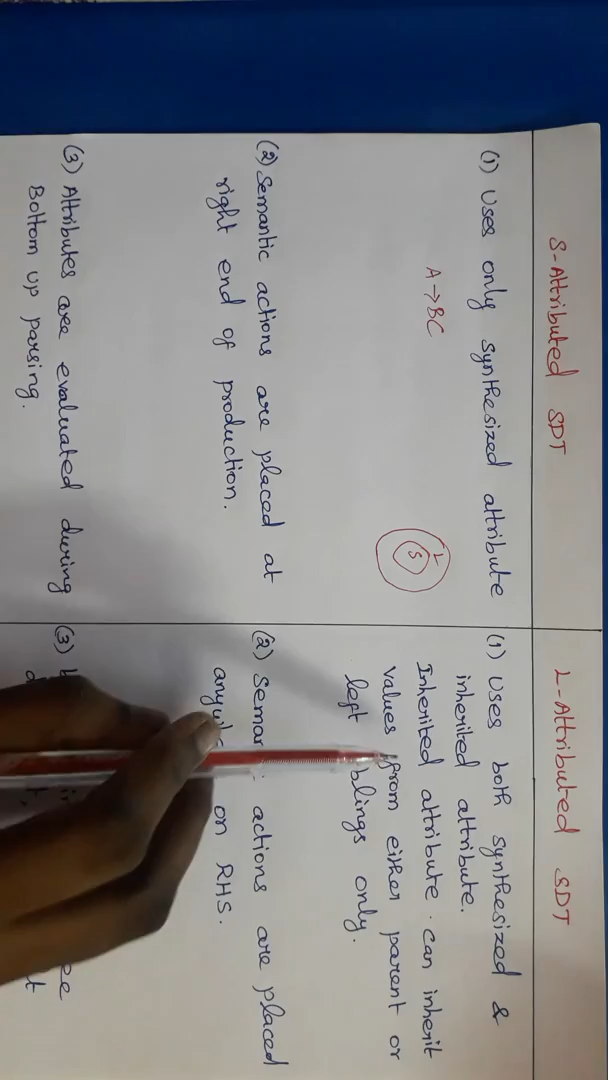 S-Attributed SDT
(1) Uses only synthesized attribute
A→BC
L
S
(2) Semantic actions are placed at
right end of production.
(3) Attributes are evaluated during
Bottom up parsing.
L-Attributed SDT
(1) Uses both synthesized &
inherited attribute.
Inherited attribute can inherit
values from either parent or
left blings only.
(2) Seman actions are placed
on RHS.
(3)